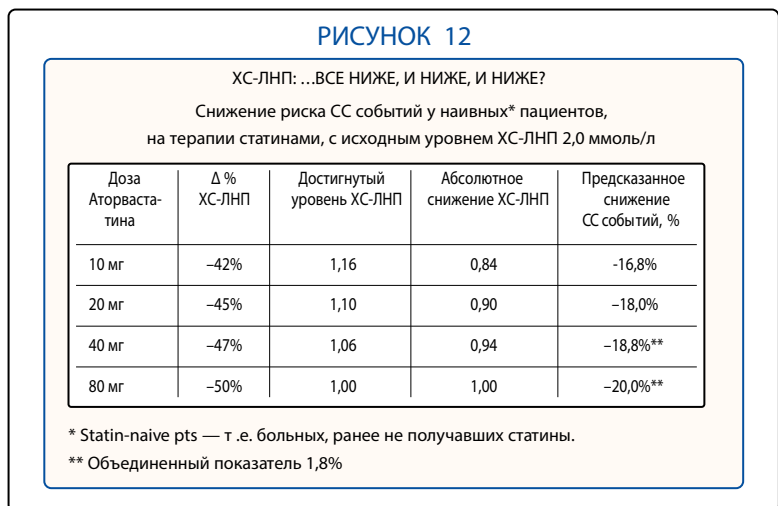 РИСУНОК 12
ХС-ЛНП: …ВСЕ НИЖЕ, И НИЖЕ, И НИЖЕ?
Снижение риска СС событий у наивных* пациентов,
на терапии статинами, с исходным уровнем ХС-ЛНП 2,0 ммоль/л
Доза Δ % Достигнутый Абсолютное Предсказанное
Аторваста- ХС-ЛНП уровень ХС-ЛНП снижение ХС-ЛНП снижение
тина СС событий, %
10 мг –42% 1,16 0,84 -16,8%
20 мг –45% 1,10 0,90 –18,0%
40 мг –47% 1,06 0,94 –18,8%**
80 мг –50% 1,00 1,00 –20,0%**
* Statin-naive pts — т .е. больных, ранее не получавших статины.
** Объединенный показатель 1,8%